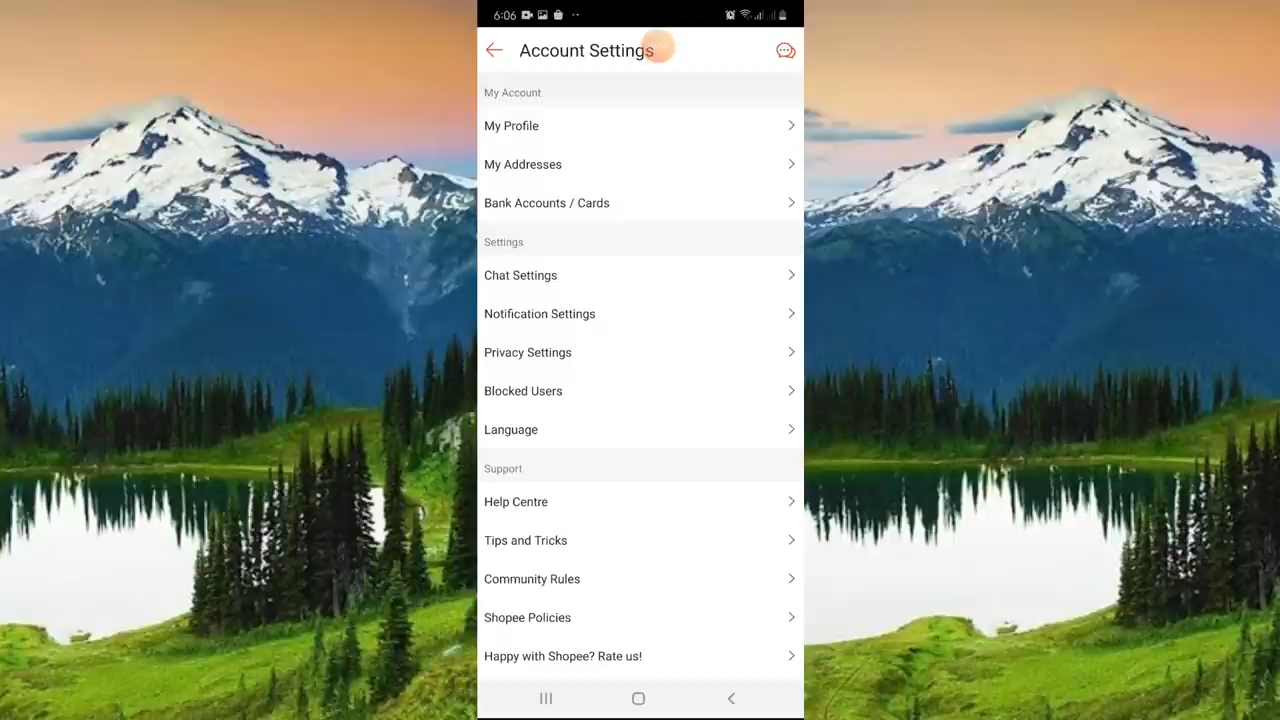 6:06
Account Settings
My Account
My Profile
My Addresses
Bank Accounts / Cards
Settings
Chat Settings
Notification Settings
Privacy Settings
Blocked Users
Language
Support
Help Centre
Tips and Tricks
Community Rules
Shopee Policies
Happy with Shopee? Rate us!